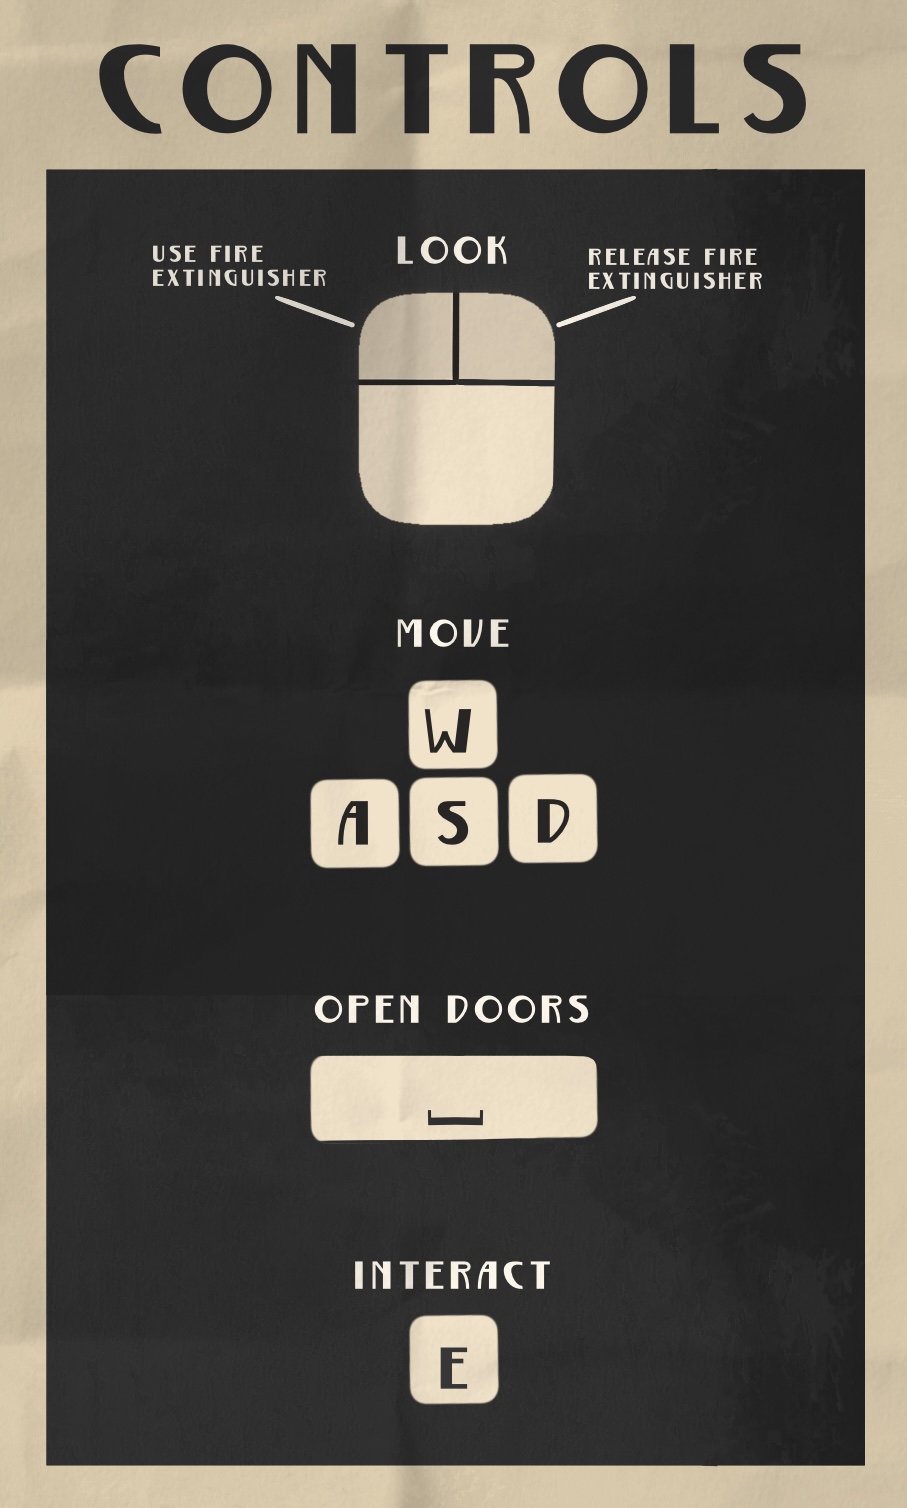 CONTROLS
LOOK
USE FIRE
EXTINGUISHER
RELEASE FIRE
EXTINGUISHER
MOVE
W
A S D
OPEN DOORS
INTERACT
E